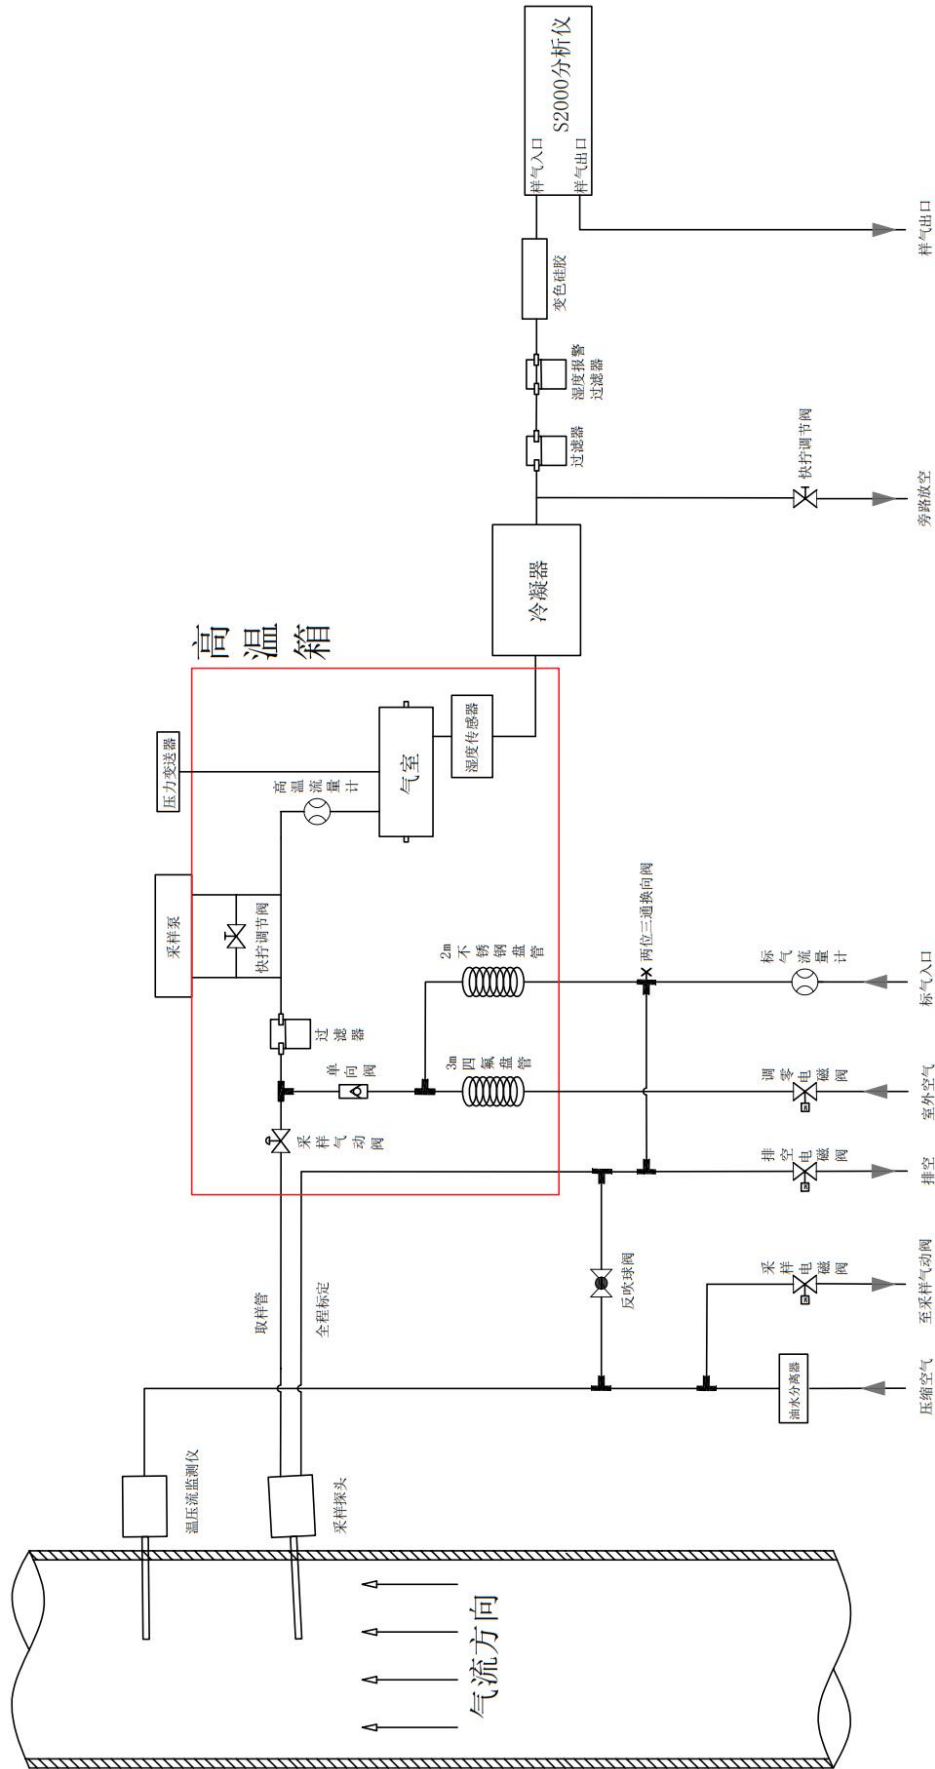 S2000分析仪
样气入口
样气出口
样气出口
变色硅胶
湿度报警
过滤器
过滤器
快拧调节阀
旁路放空
冷凝器
高温箱
压力变送器
高温流量计
气室
湿度传感器
采样泵
快拧调节阀
过滤器
单向阀
采样气动阀
2m不锈钢盘管
3m四氟盘管
两位三通换向阀
标气流量计
标气入口
调零电磁阀
室外空气
排空电磁阀
排空
取样管
全程标定
反吹球阀
采样电磁阀
至采样气动阀
油水分离器
压缩空气
温压流监测仪
采样探头
气流方向